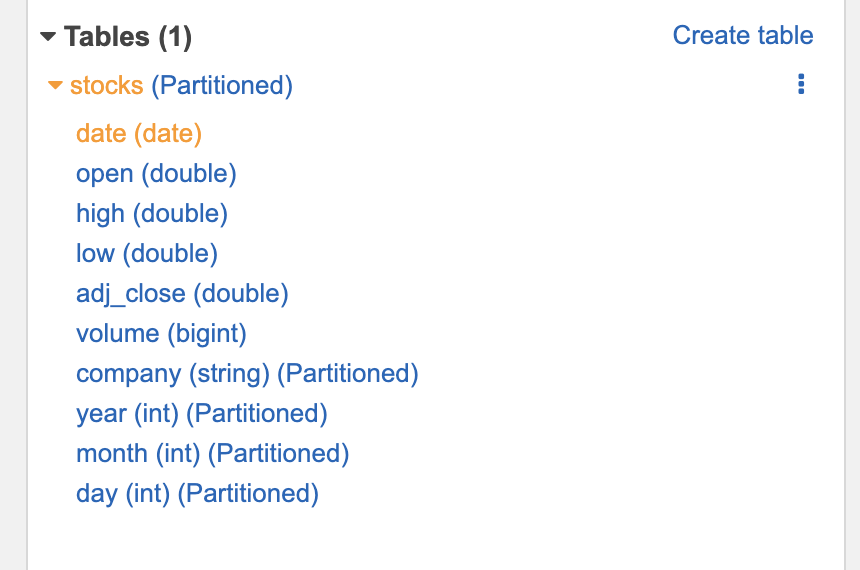 Tables (1)
Create table
stocks (Partitioned)
date (date)
open (double)
high (double)
low (double)
adj_close (double)
volume (bigint)
company (string) (Partitioned)
year (int) (Partitioned)
month (int) (Partitioned)
day (int) (Partitioned)